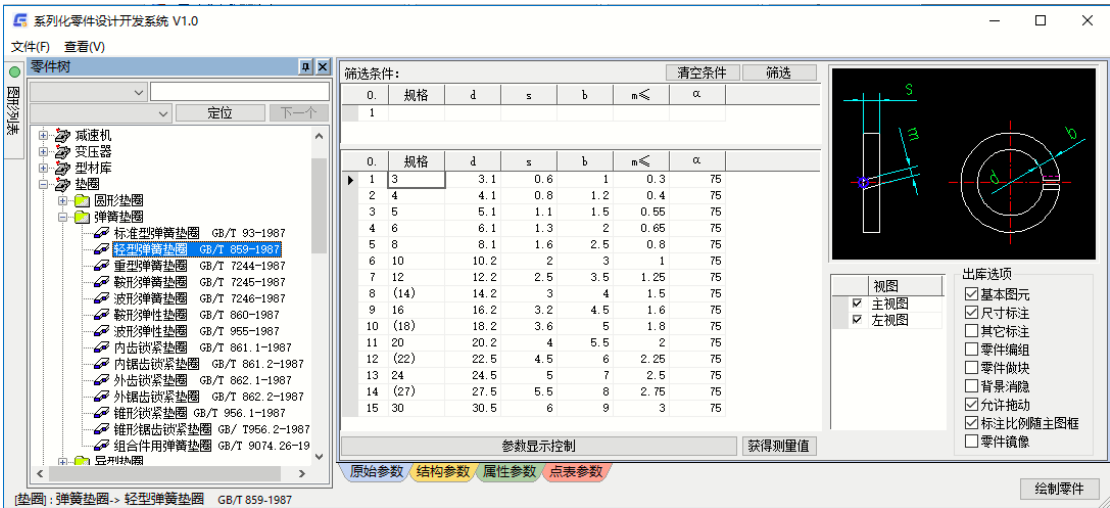 系列化零件设计开发系统 V1.0
文件(F) 查看(V)
图形列表
零件树
定位 下一个
减速机
变压器
型材库
垫圈
圆形垫圈
弹簧垫圈
标准型弹簧垫圈 GB/T 93-1987
轻型弹簧垫圈 GB/T 859-1987
重型弹簧垫圈 GB/T 7244-1987
鞍形弹簧垫圈 GB/T 7245-1987
波形弹簧垫圈 GB/T 7246-1987
鞍形弹性垫圈 GB/T 860-1987
波形弹性垫圈 GB/T 955-1987
内齿锁紧垫圈 GB/T 861.1-1987
内锯齿锁紧垫圈 GB/T 861.2-1987
外齿锁紧垫圈 GB/T 862.1-1987
外锯齿锁紧垫圈 GB/T 862.2-1987
锥形锁紧垫圈 GB/T 956.1-1987
锥形锯齿锁紧垫圈 GB/ T956.2-1987
组合件用弹簧垫圈 GB/T 9074.26-19
异型垫圈
筛选条件: 清空条件 筛选
0. 规格 d s b m≤ α
1
0. 规格 d s b m≤ α
1 3 3.1 0.6 1 0.3 75
2 4 4.1 0.8 1.2 0.4 75
3 5 5.1 1.1 1.5 0.55 75
4 6 6.1 1.3 2 0.65 75
5 8 8.1 1.6 2.5 0.8 75
6 10 10.2 2 3 1 75
7 12 12.2 2.5 3.5 1.25 75
8 (14) 14.2 3 4 1.5 75
9 16 16.2 3.2 4.5 1.6 75
10 (18) 18.2 3.6 5 1.8 75
11 20 20.2 4 5.5 2 75
12 (22) 22.5 4.5 6 2.25 75
13 24 24.5 5 7 2.5 75
14 (27) 27.5 5.5 8 2.75 75
15 30 30.5 6 9 3 75
参数显示控制 获得测量值
原始参数 结构参数 属性参数 点表参数
S
m
d
b
视图
主视图
左视图
出库选项
基本图元
尺寸标注
其它标注
零件编组
零件做块
背景消隐
允许拖动
标注比例随主图框
零件镜像
绘制零件
[垫圈]:弹簧垫圈-> 轻型弹簧垫圈 GB/T 859-1987